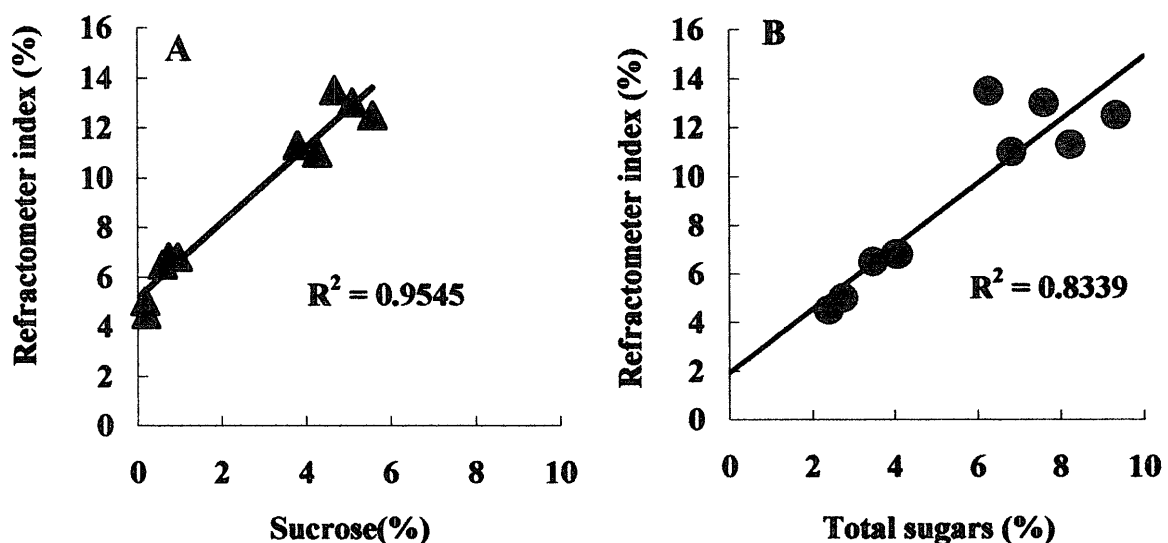 A
Refractometer index (%)
16
14
12
10
8
6
4
2
0
R² = 0.9545
0 2 4 6 8 10
Sucrose(%)
B
Refractometer index (%)
16
14
12
10
8
6
4
2
0
R² = 0.8339
0 2 4 6 8 10
Total sugars (%)